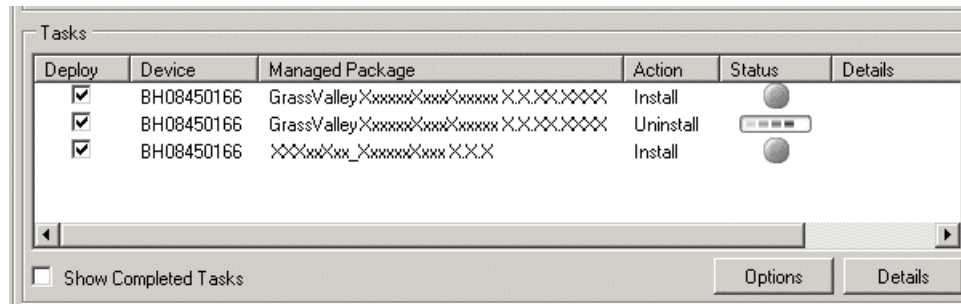 Tasks
Deploy Device Managed Package Action Status Details
BH08450166 GrassValleyXxxxxxXxxxXxxxxx X.X.XX.XXXX Install
BH08450166 GrassValleyXxxxxxXxxxXxxxxx X.X.XX.XXXX Uninstall
BH08450166 XXXxxXxx_XxxxxxXxxx X.X.X Install
Show Completed Tasks Options Details